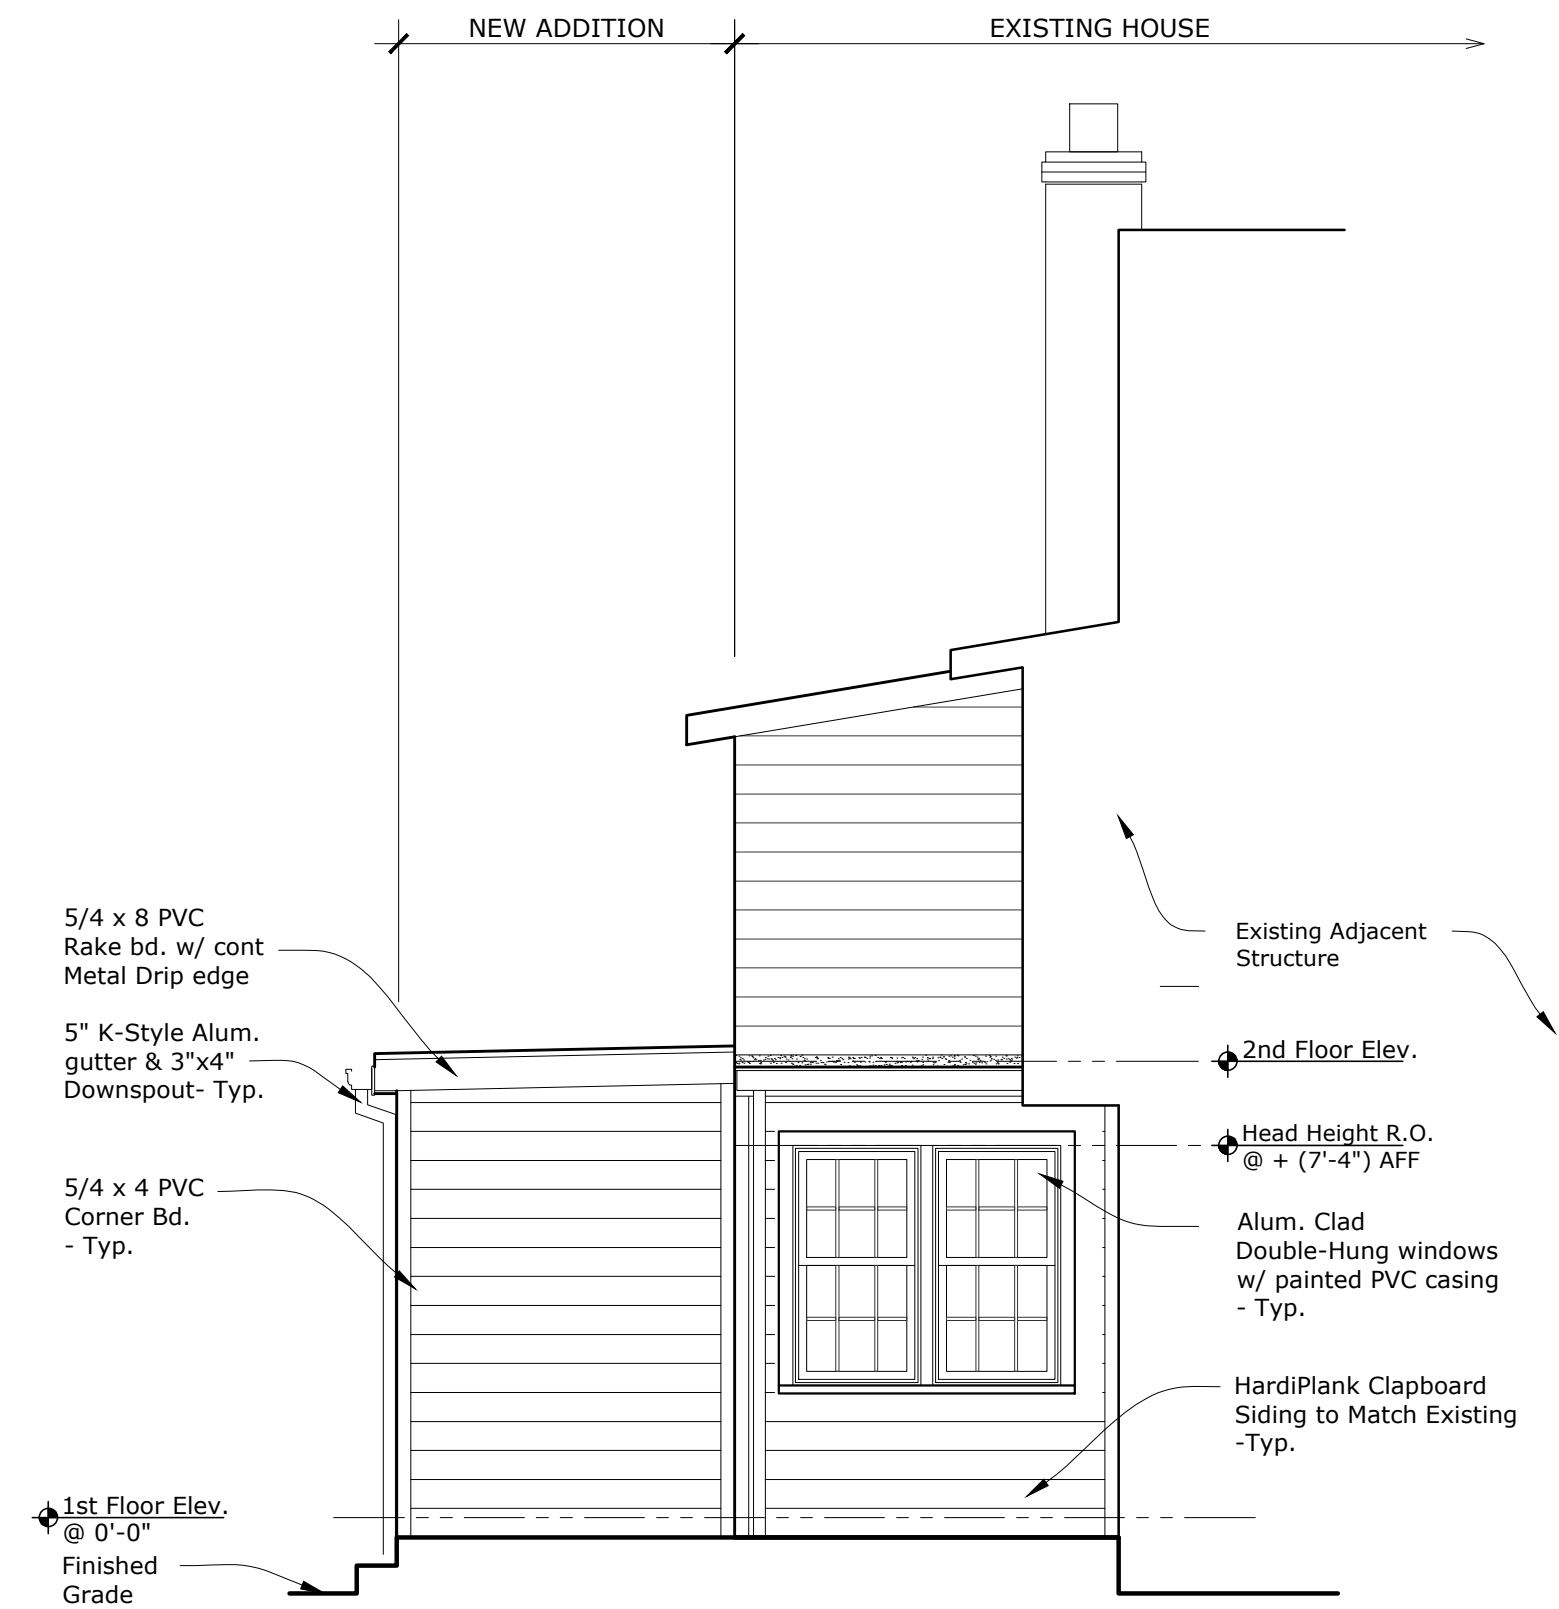 NEW ADDITION
EXISTING HOUSE
5/4 x 8 PVC
Rake bd. w/ cont
Metal Drip edge
5" K-Style Alum.
gutter & 3"x4"
Downspout- Typ.
5/4 x 4 PVC
Corner Bd.
- Typ.
1st Floor Elev.
@ 0'-0"
Finished
Grade
Existing Adjacent
Structure
2nd Floor Elev.
Head Height R.O.
@ + (7'-4") AFF
Alum. Clad
Double-Hung windows
w/ painted PVC casing
- Typ.
HardiPlank Clapboard
Siding to Match Existing
-Typ.